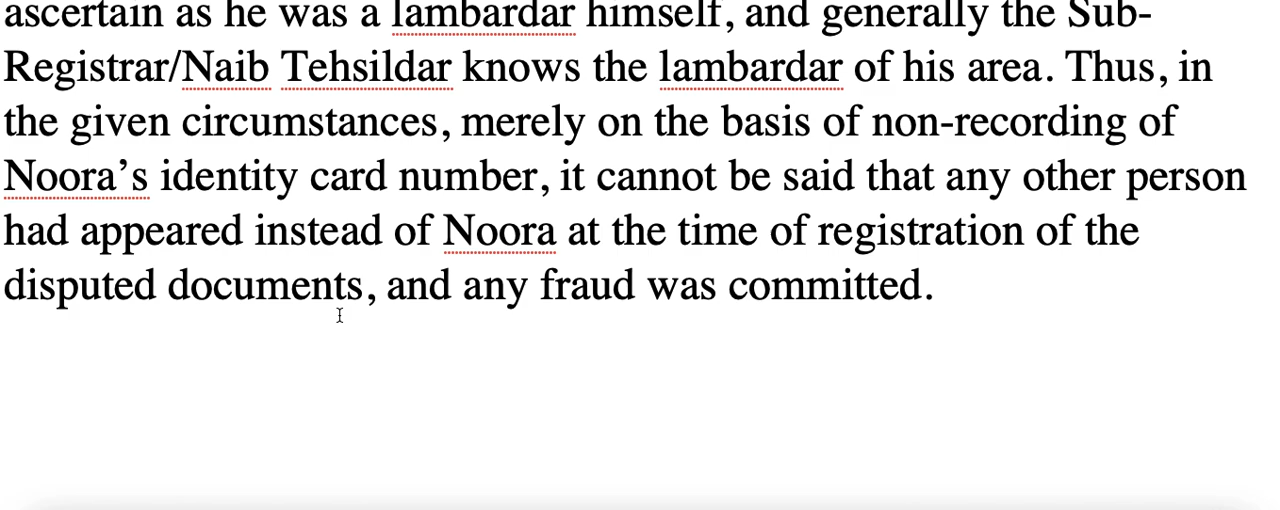 ascertain as he was a lambardar himself, and generally the Sub-
Registrar/Naib Tehsildar knows the lambardar of his area. Thus, in
the given circumstances, merely on the basis of non-recording of
Noora’s identity card number, it cannot be said that any other person
had appeared instead of Noora at the time of registration of the
disputed documents, and any fraud was committed.